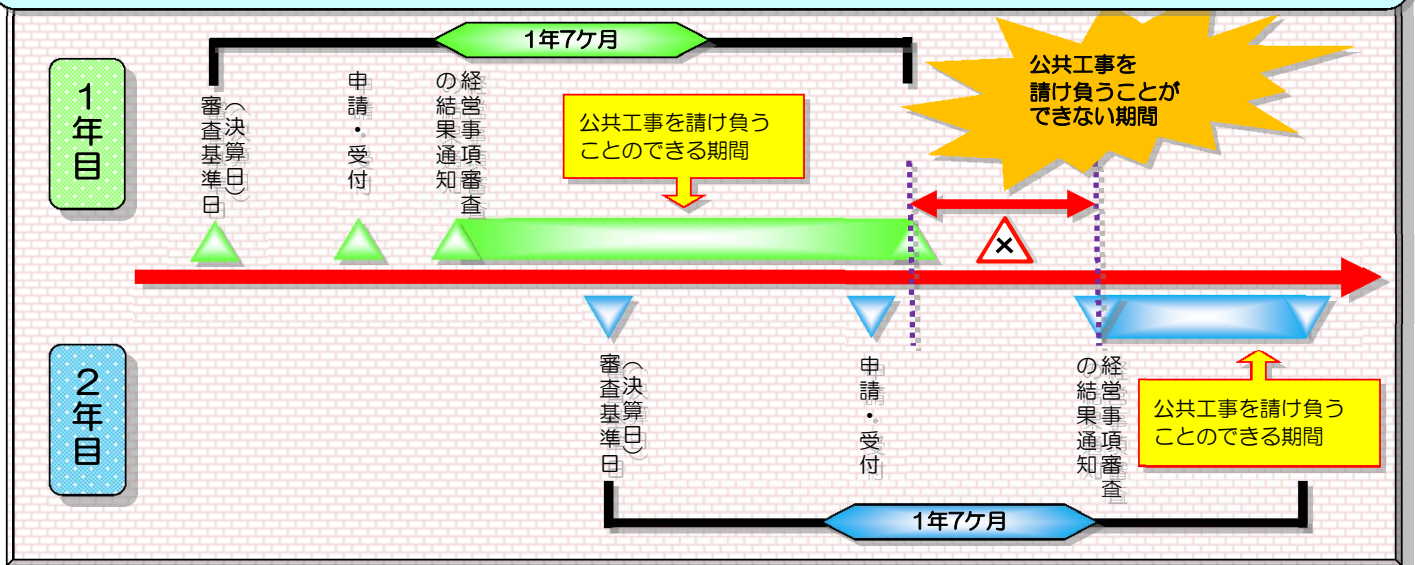 1年目
1年7ケ月
審査基準日
（決算日）
申請・受付
経営事項審査
の結果通知
公共工事を請け負う
ことのできる期間
公共工事を
請け負うことが
できない期間
×
2年目
審査基準日
（決算日）
申請・受付
経営事項審査
の結果通知
公共工事を請け負う
ことのできる期間
1年7ケ月